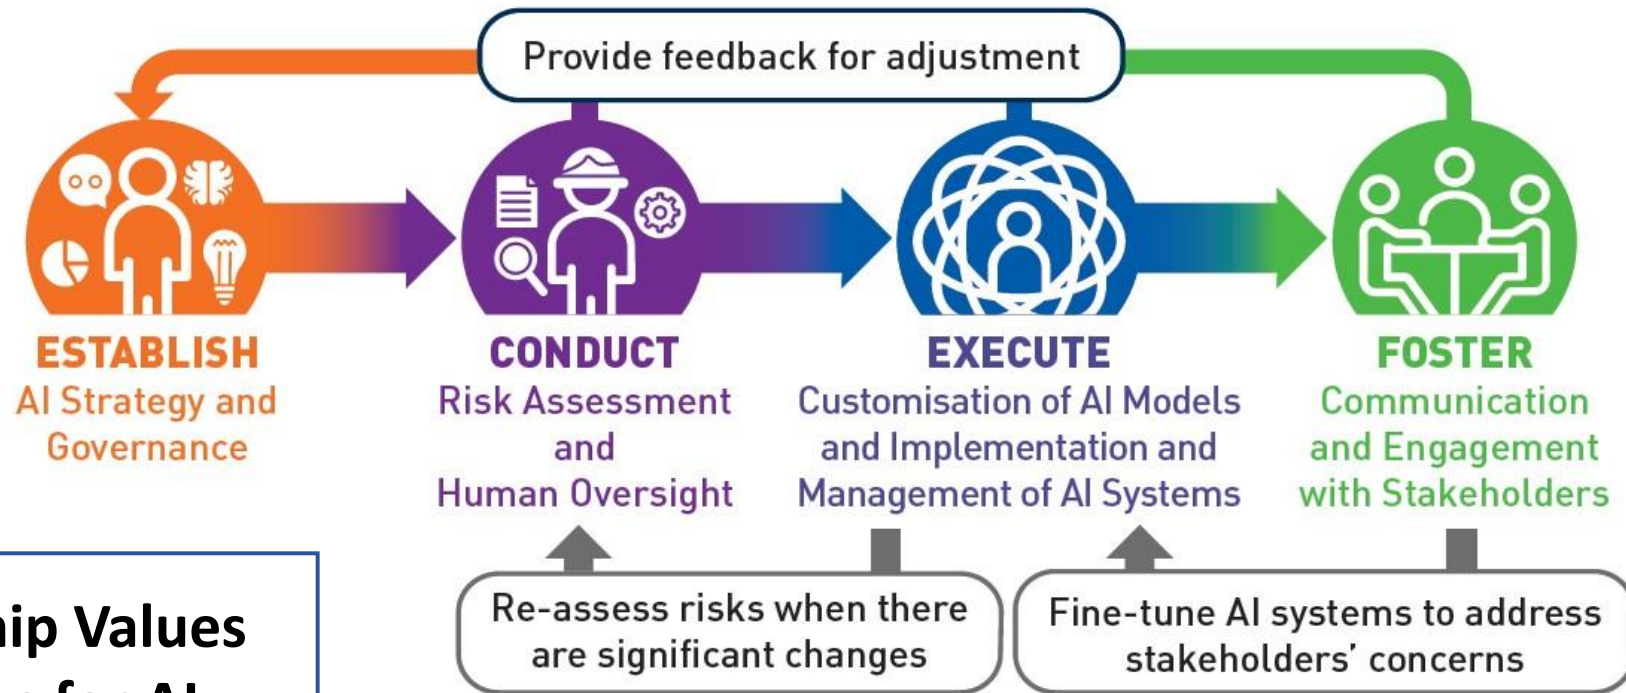 Provide feedback for adjustment
ESTABLISH
AI Strategy and
Governance
CONDUCT
Risk Assessment
and
Human Oversight
EXECUTE
Customisation of AI Models
and Implementation and
Management of AI Systems
FOSTER
Communication
and Engagement
with Stakeholders
Re-assess risks when there
are significant changes
Fine-tune AI systems to address
stakeholders’ concerns
Values
for AI